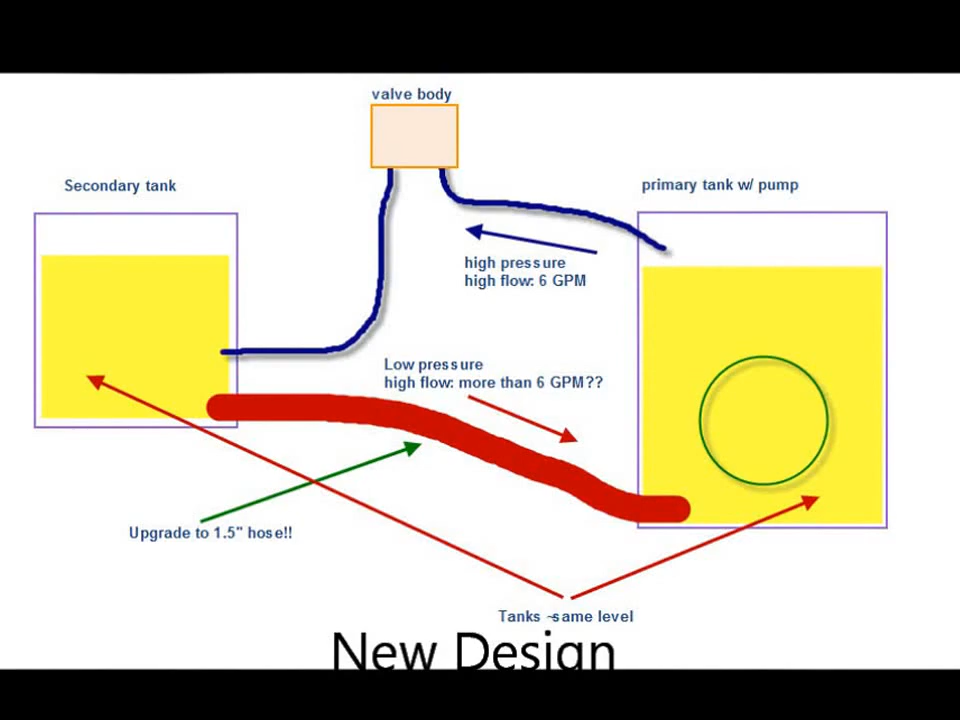 valve body
Secondary tank
primary tank w/ pump
high pressure
high flow: 6 GPM
Low pressure
high flow: more than 6 GPM??
Upgrade to 1.5" hose!!
Tanks ~same level
New Design